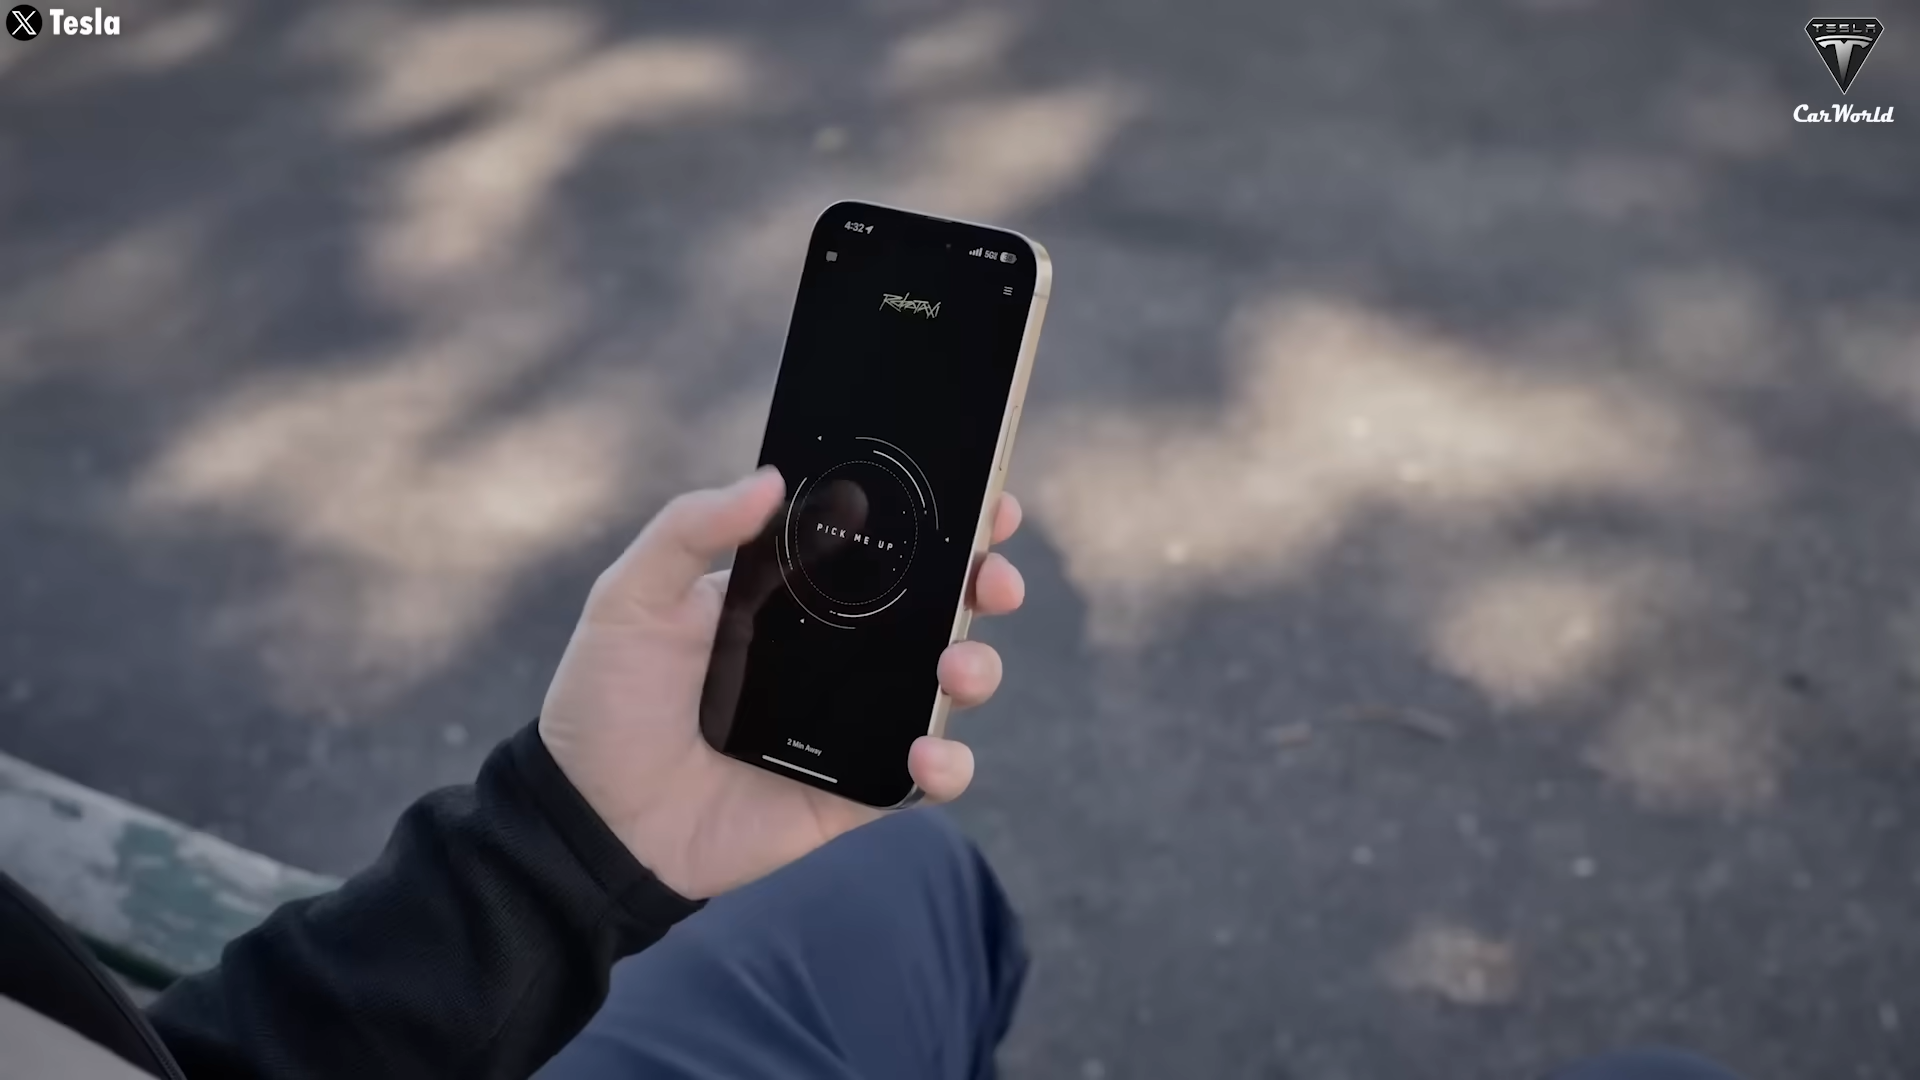 X Tesla
TESLA
CarWorld
4:32
5G
ROBOTAXI
PICK ME UP
2 Min Away